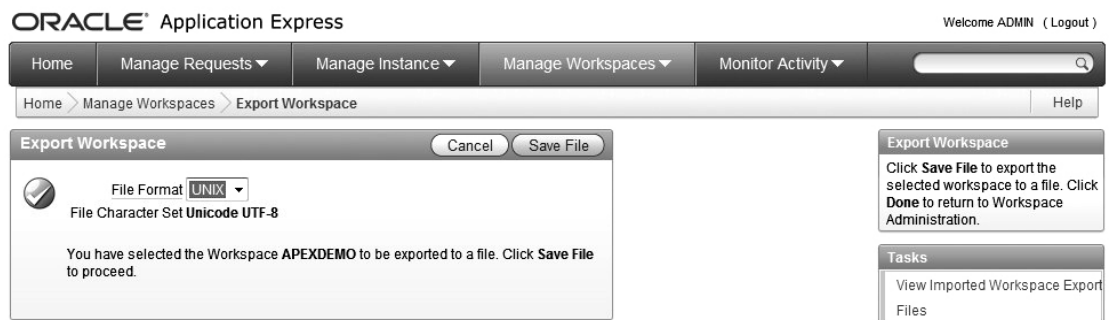 ORACLE® Application Express
Welcome ADMIN ( Logout )
Home Manage Requests Manage Instance Manage Workspaces Monitor Activity
Home Manage Workspaces Export Workspace Help
Export Workspace Cancel Save File
File Format UNIX
File Character Set Unicode UTF-8
You have selected the Workspace APEXDEMO to be exported to a file. Click Save File
to proceed.
Export Workspace
Click Save File to export the
selected workspace to a file. Click
Done to return to Workspace
Administration.
Tasks
View Imported Workspace Export
Files